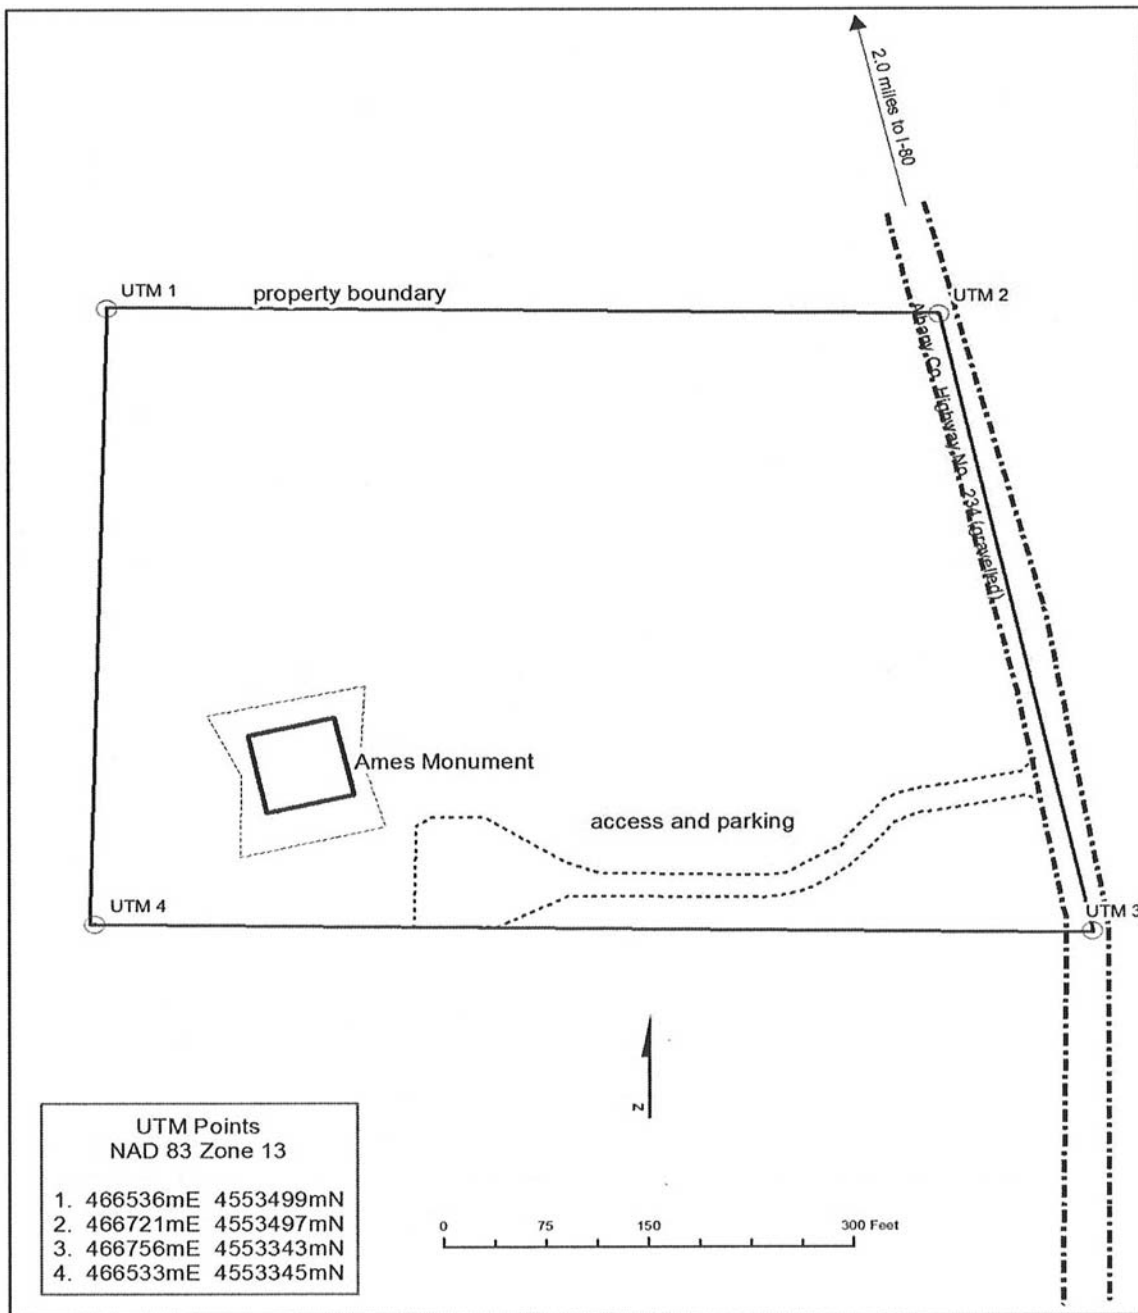 2.0 miles to I-80
UTM 1
property boundary
UTM 2
Albany Co. Highway No. 234 (gravelled)
Ames Monument
access and parking
UTM 4
UTM 3
N
UTM Points
NAD 83 Zone 13
1. 466536mE 4553499mN
2. 466721mE 4553497mN
3. 466756mE 4553343mN
4. 466533mE 4553345mN
0 75 150 300 Feet